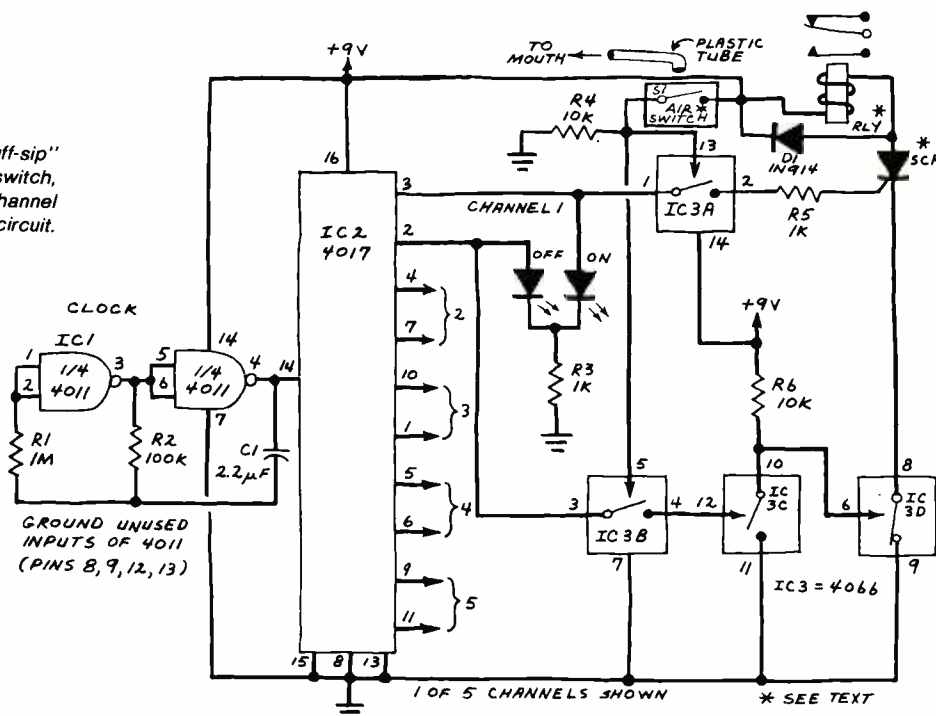 ff-sip"
switch,
hannel
circuit.
+9V
TO
MOUTH
PLASTIC
TUBE
S1
AIR *
SWITCH
R4
10K
RLY
*
D1
1N914
*
SCR
16
13
3
CHANNEL 1
1
IC3A
2
R5
1K
14
IC2
4017
2
OFF
ON
4
7
2
R3
1K
+9V
R6
10K
CLOCK
IC1
1
2
1/4
4011
3
5
6
14
1/4
4011
4
7
14
R1
1M
R2
100K
C1
2.2µF
10
1
3
5
6
4
9
11
5
5
3
IC3B
4
7
12
10
IC
3C
11
6
8
IC
3D
9
GROUND UNUSED
INPUTS OF 4011
(PINS 8, 9, 12, 13)
IC3 = 4066
15
8
13
1 OF 5 CHANNELS SHOWN
* SEE TEXT